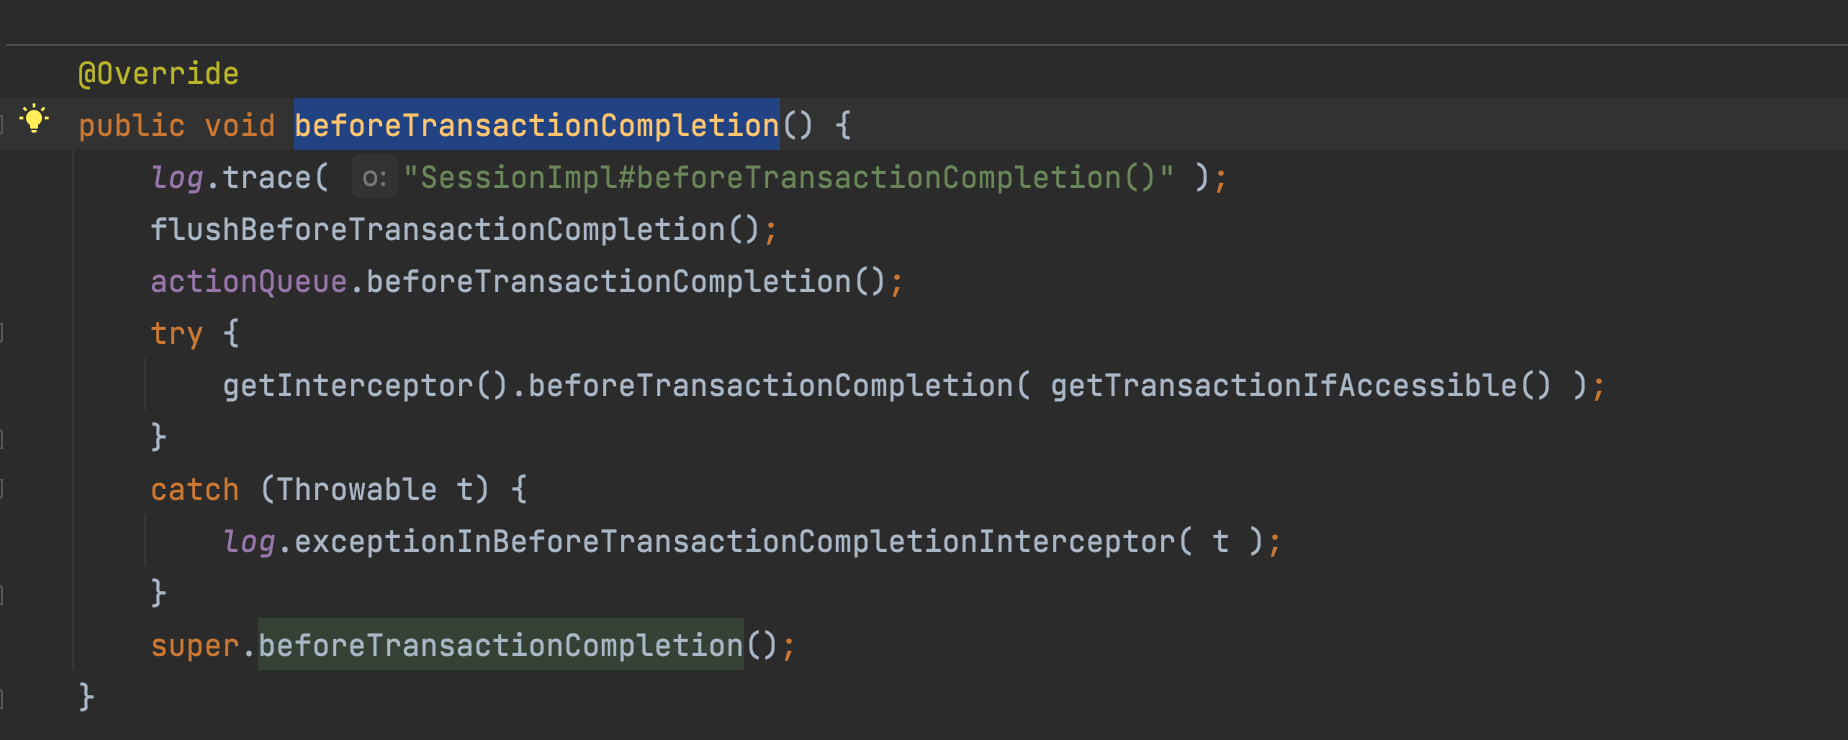 @Override
public void beforeTransactionCompletion() {
log.trace( o: "SessionImpl#beforeTransactionCompletion()" );
flushBeforeTransactionCompletion();
actionQueue.beforeTransactionCompletion();
try {
getInterceptor().beforeTransactionCompletion( getTransactionIfAccessible() );
}
catch (Throwable t) {
log.exceptionInBeforeTransactionCompletionInterceptor( t );
}
super.beforeTransactionCompletion();
}